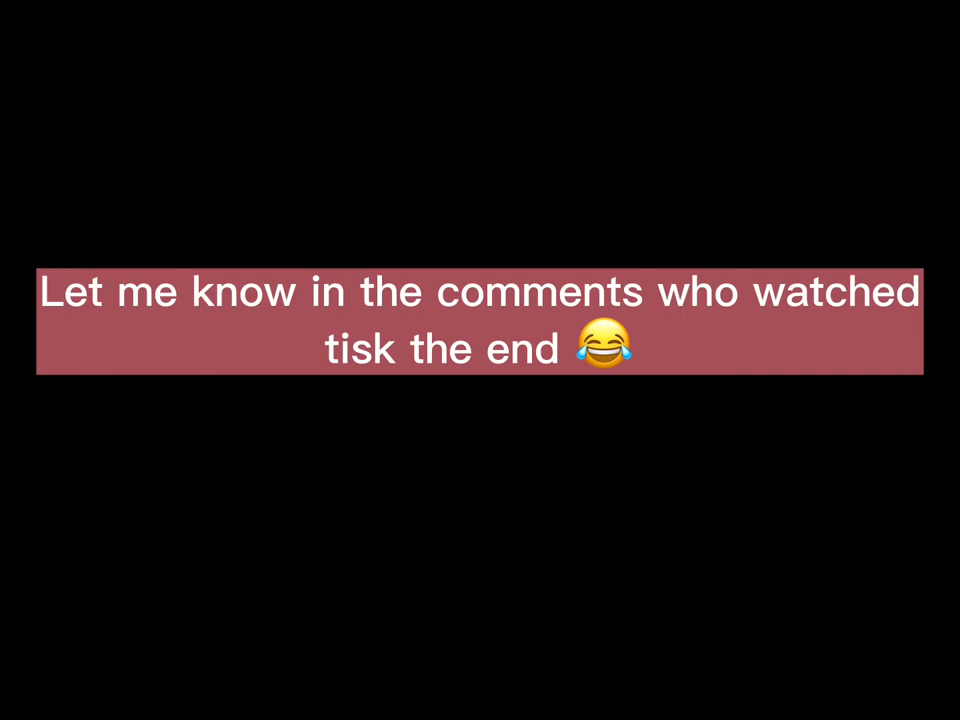 Let me know in the comments who watched
tisk the end 😂